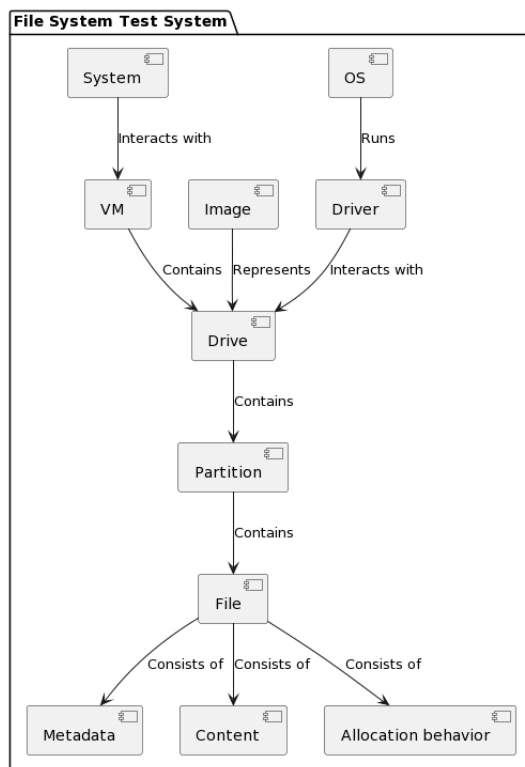 File System Test System
System
OS
Interacts with
Runs
VM
Image
Driver
Contains
Represents
Interacts with
Drive
Contains
Partition
Contains
File
Consists of
Consists of
Consists of
Metadata
Content
Allocation behavior